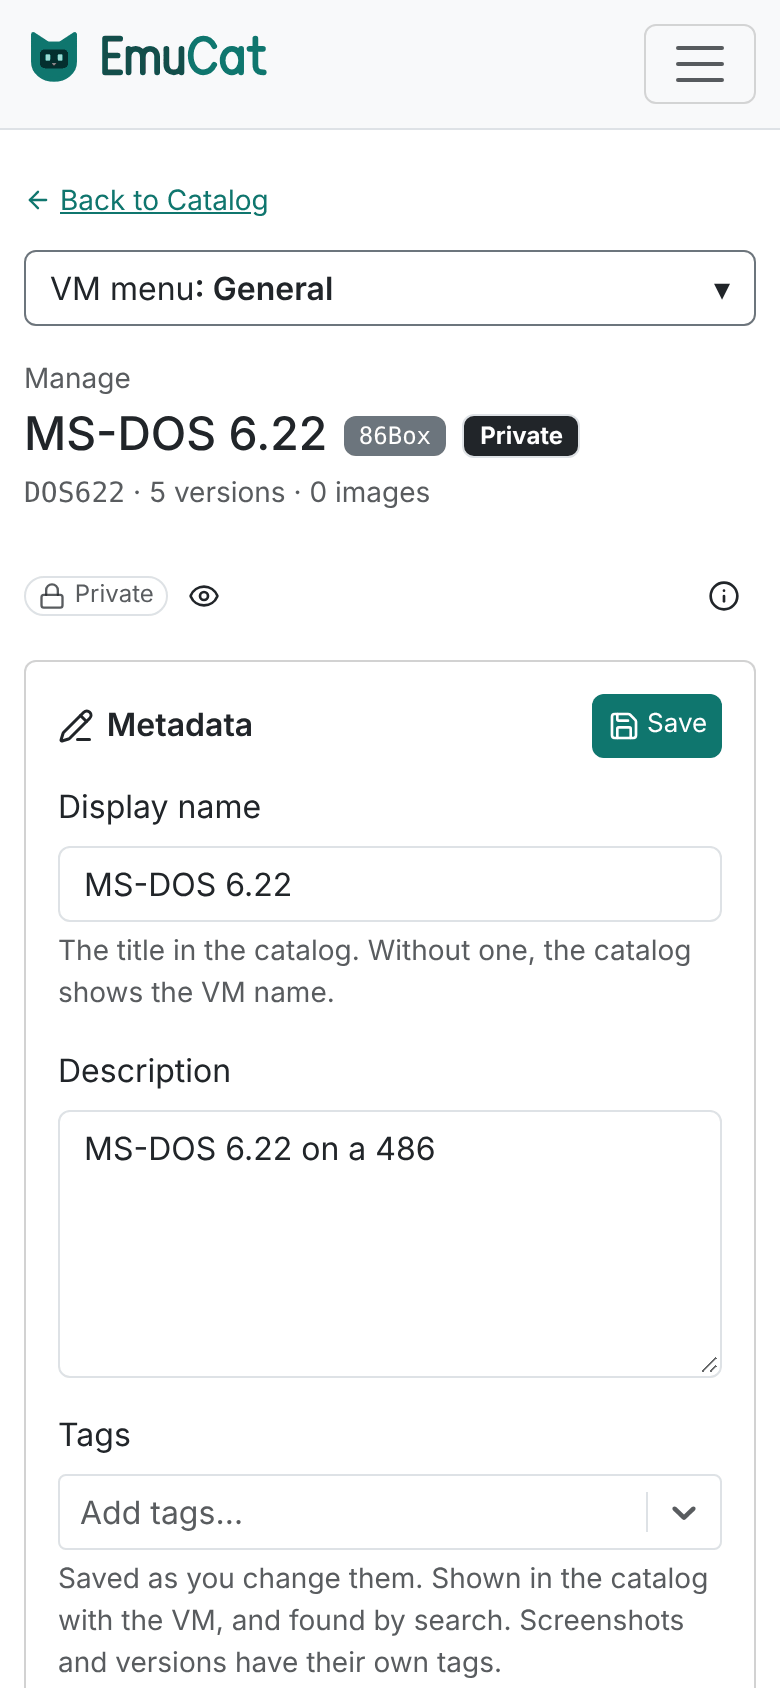 EmuCat
← Back to Catalog
VM menu: General ▼
Manage
MS-DOS 6.22 86Box Private
DOS622 · 5 versions · 0 images
Private
Metadata Save
Display name
MS-DOS 6.22
The title in the catalog. Without one, the catalog
shows the VM name.
Description
MS-DOS 6.22 on a 486
Tags
Add tags...
Saved as you change them. Shown in the catalog
with the VM, and found by search. Screenshots
and versions have their own tags.